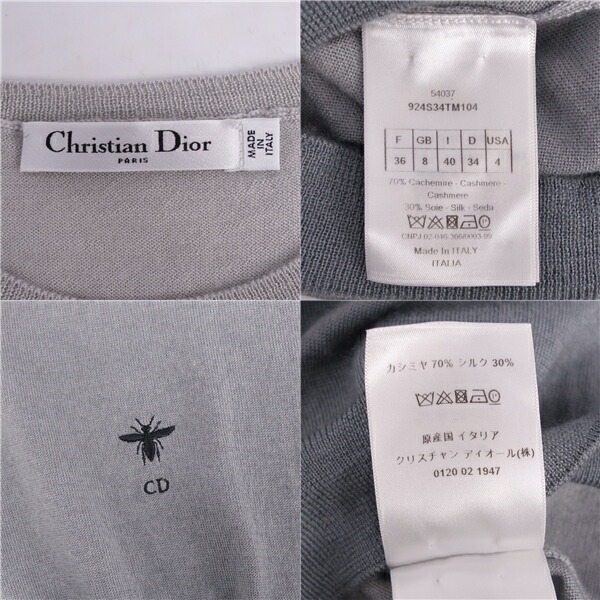 Christian Dior
PARIS
MADE IN
ITALY
54037
924S34TM104
F GB I D USA
36 8 40 34 4
70% Cachemire - Cashmere -
Cashmere
30% Soie - Silk - Seda
Made In ITALY
ITALIA
CD
カシミヤ 70% シルク 30%
原産国 イタリア
クリスチャン ディオール(株)
0120 02 1947